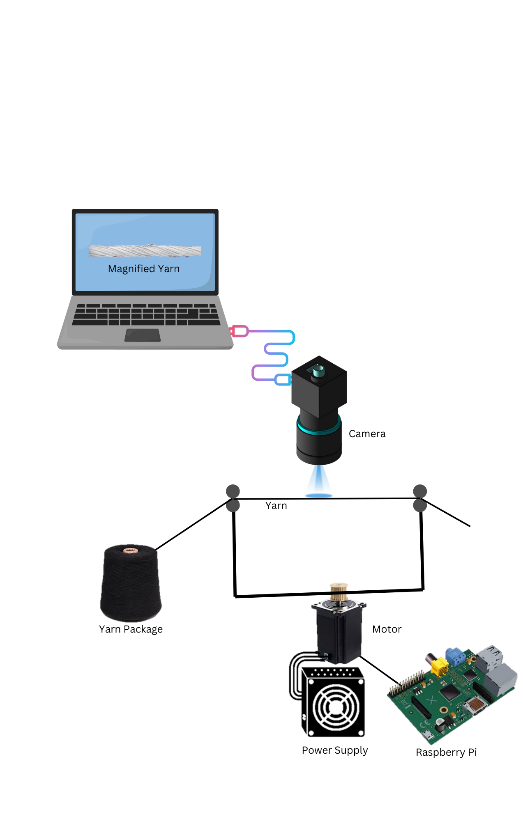 Magnified Yarn
Camera
Yarn
Yarn Package
Motor
Power Supply
Raspberry Pi